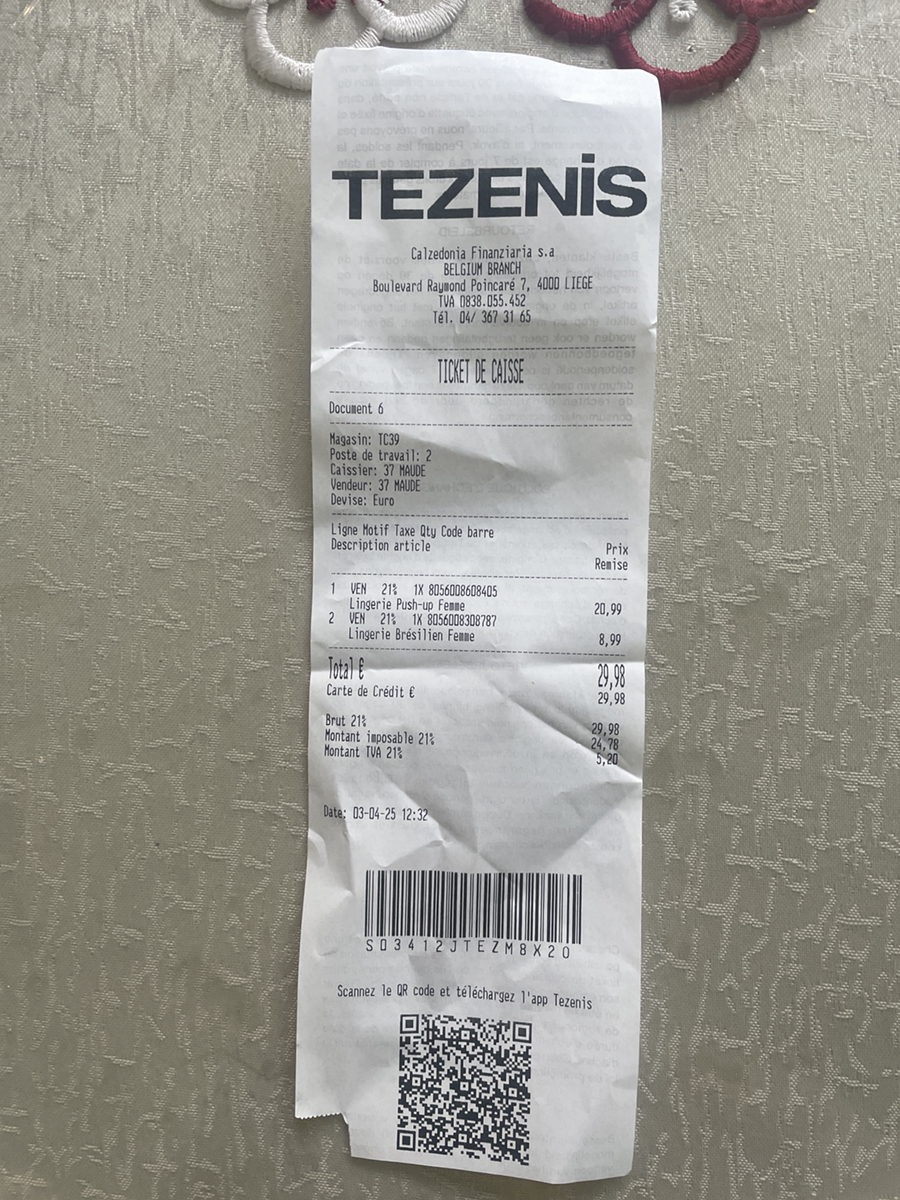 TEZENIS
Calzedonia Finanziaria s.a
BELGIUM BRANCH
Boulevard Raymond Poincaré 7, 4000 LIEGE
TVA 0838.055.452
Tél. 04/ 367 31 65
TICKET DE CAISSE
Document 6
Magasin: TC39
Poste de travail: 2
Caissier: 37 MAUDE
Vendeur: 37 MAUDE
Devise: Euro
Ligne Motif Taxe Qty Code barre
Description article Prix
Remise
1 VEN 21% 1X 8056008608405
Lingerie Push-up Femme 20,99
2 VEN 21% 1X 8056008308787
Lingerie Brésilien Femme 8,99
Total € 29,98
Carte de Crédit € 29,98
Brut 21% 29,98
Montant imposable 21% 24,78
Montant TVA 21% 5,20
Date: 03-04-25 12:32
S03412JTEZM8X20
Scannez le QR code et téléchargez l'app Tezenis